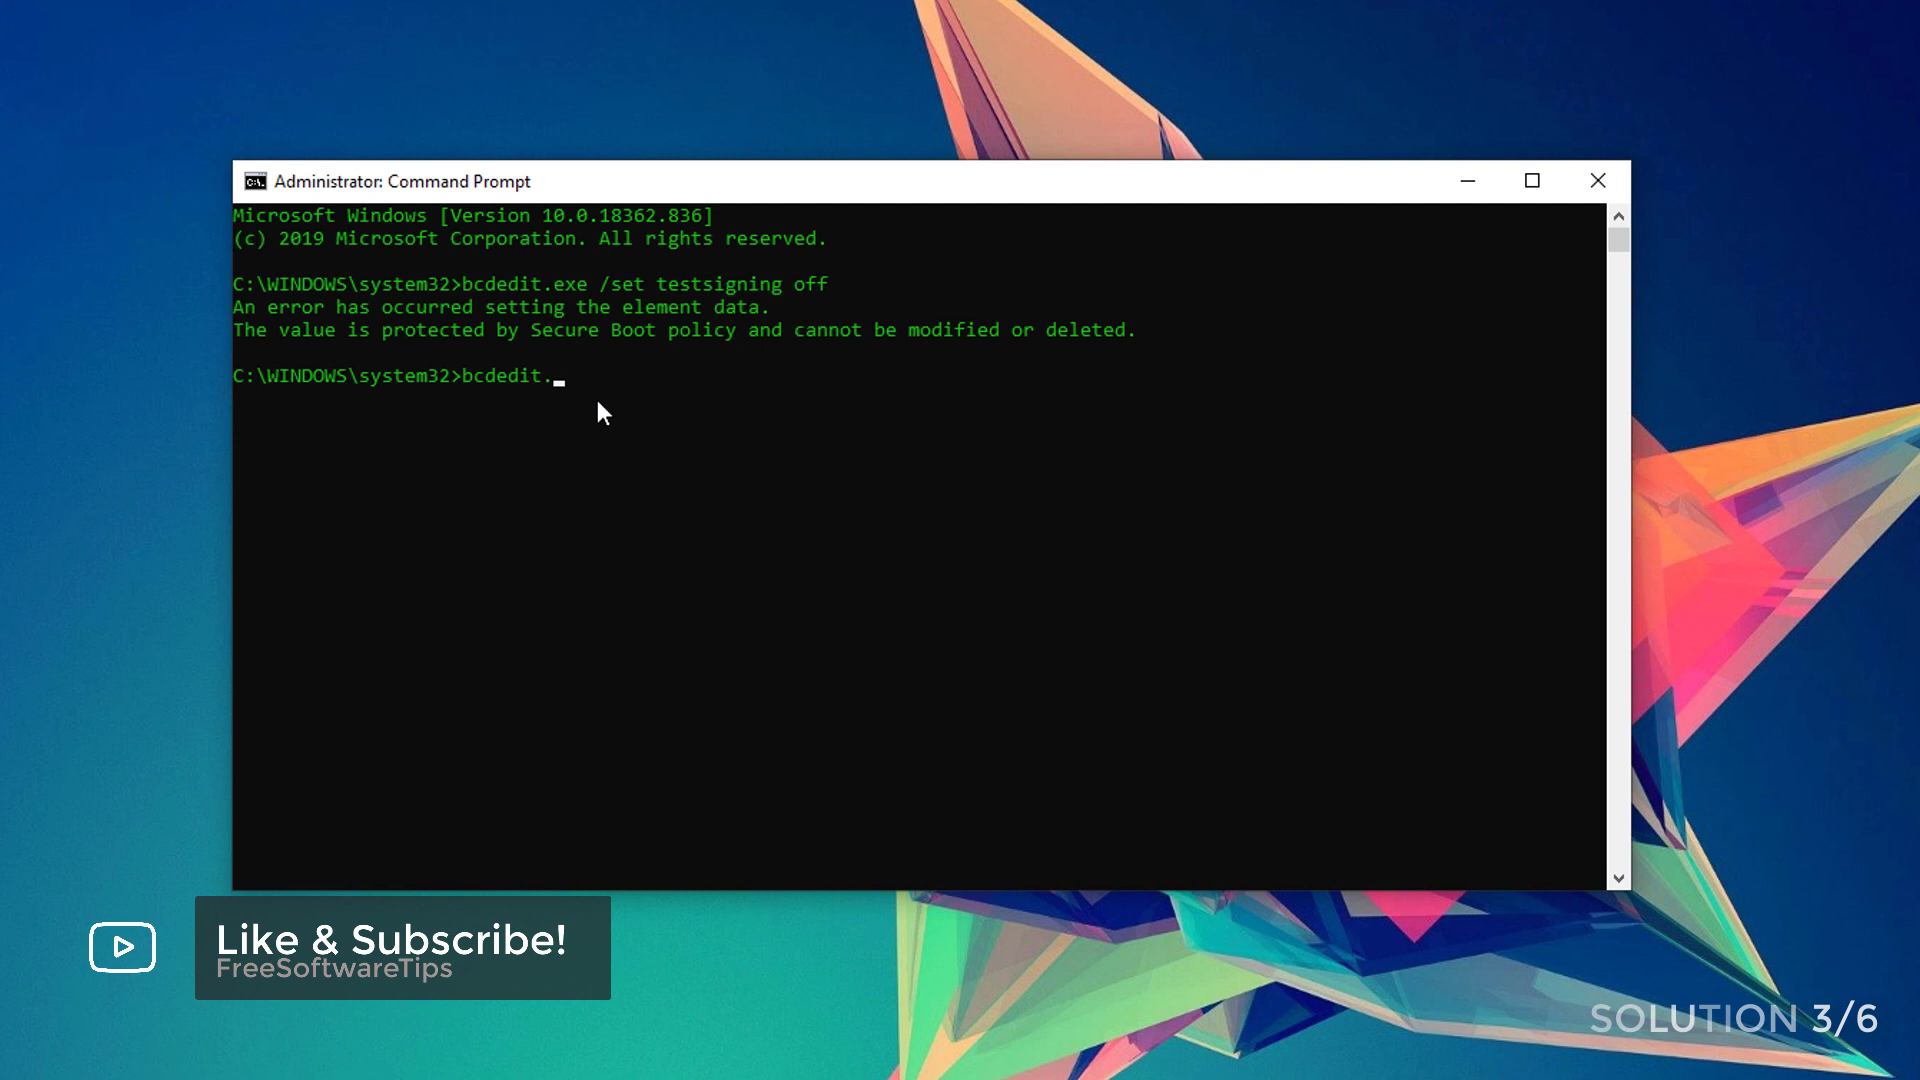 Administrator: Command Prompt
Microsoft Windows [Version 10.0.18362.836]
(c) 2019 Microsoft Corporation. All rights reserved.
C:\WINDOWS\system32>bcdedit.exe /set testsigning off
An error has occurred setting the element data.
The value is protected by Secure Boot policy and cannot be modified or deleted.
C:\WINDOWS\system32>bcdedit.
Like & Subscribe!
FreeSoftwareTips
SOLUTION 3/6